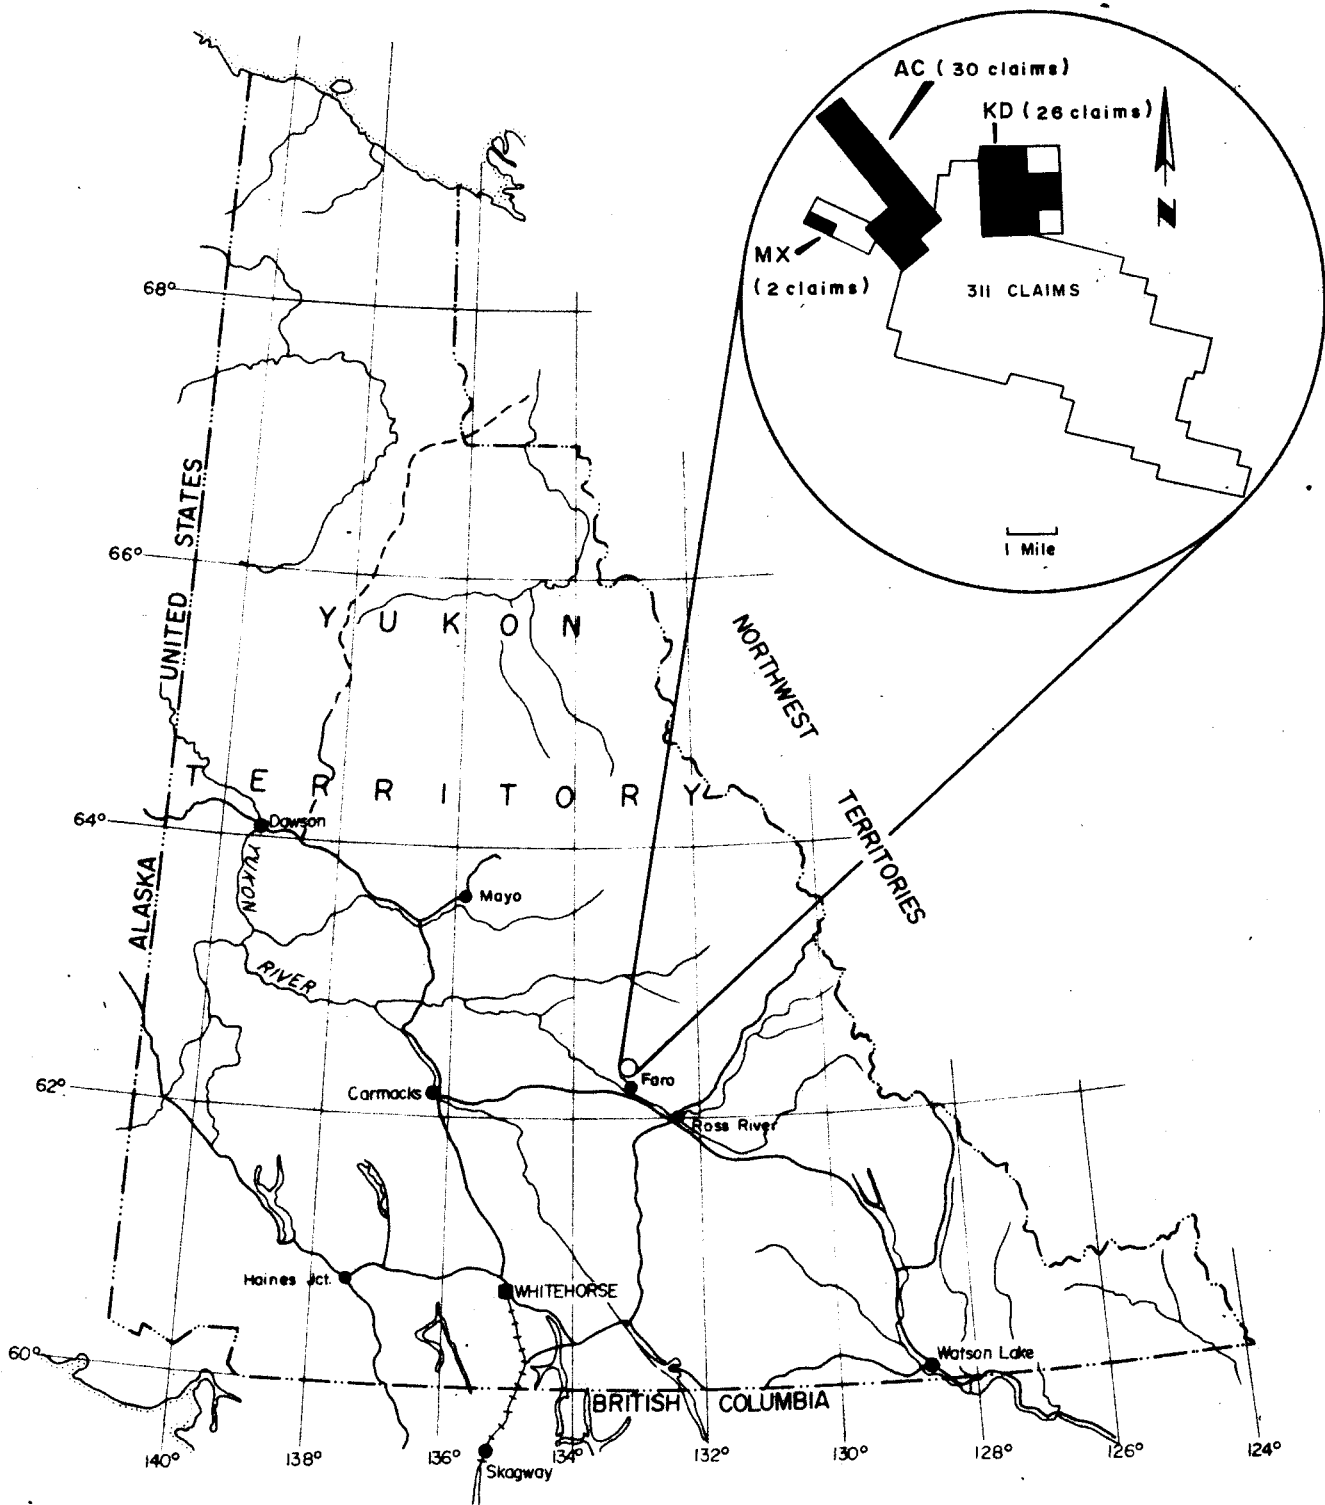 AC (30 claims)
KD (26 claims)
N
MX
(2 claims)
311 CLAIMS
1 Mile
68°
66°
64°
62°
60°
UNITED STATES
ALASKA
YUKON
TERRITORY
NORTHWEST
TERRITORIES
Dawson
YUKON
RIVER
Mayo
Faro
Carmacks
Ross River
Haines Jct.
WHITEHORSE
Watson Lake
BRITISH COLUMBIA
Skagway
140°
138°
136°
134°
132°
130°
128°
126°
124°